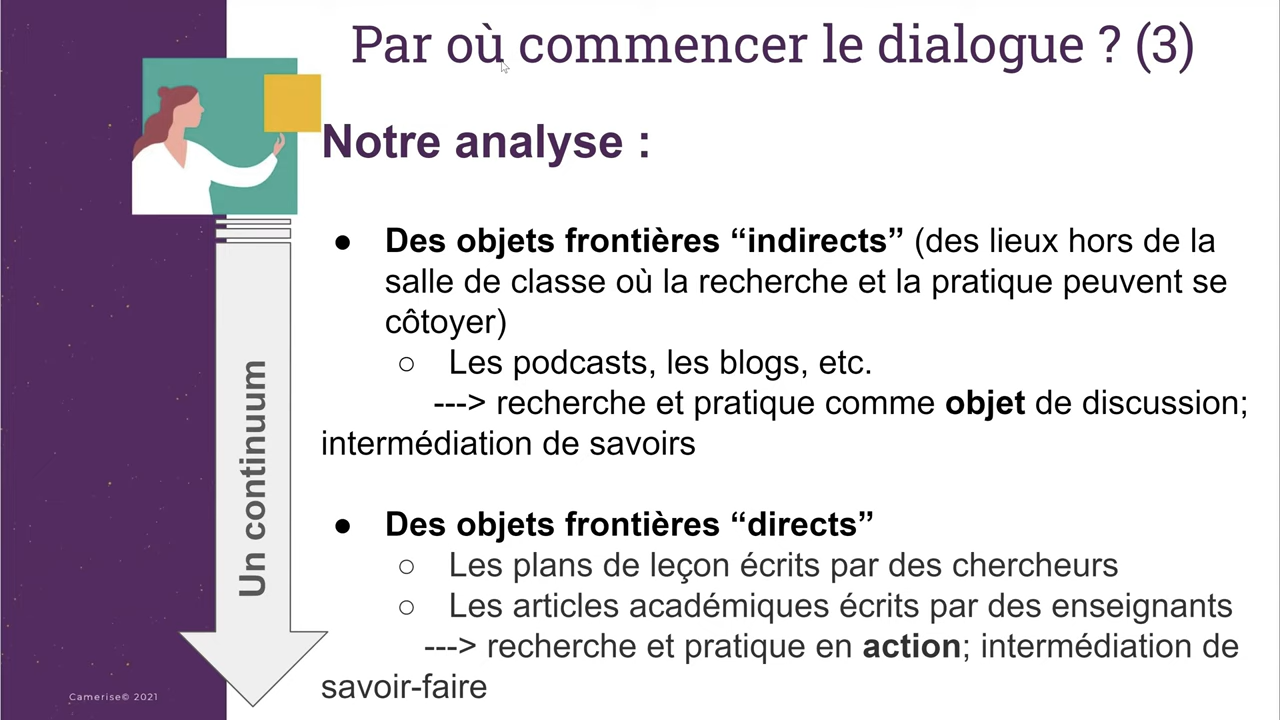 Par où commencer le dialogue ? (3)
Notre analyse :
● Des objets frontières “indirects” (des lieux hors de la
salle de classe où la recherche et la pratique peuvent se
côtoyer)
○ Les podcasts, les blogs, etc.
---> recherche et pratique comme objet de discussion;
intermédiation de savoirs
● Des objets frontières “directs”
○ Les plans de leçon écrits par des chercheurs
○ Les articles académiques écrits par des enseignants
---> recherche et pratique en action; intermédiation de
savoir-faire
Un continuum
Camerise© 2021